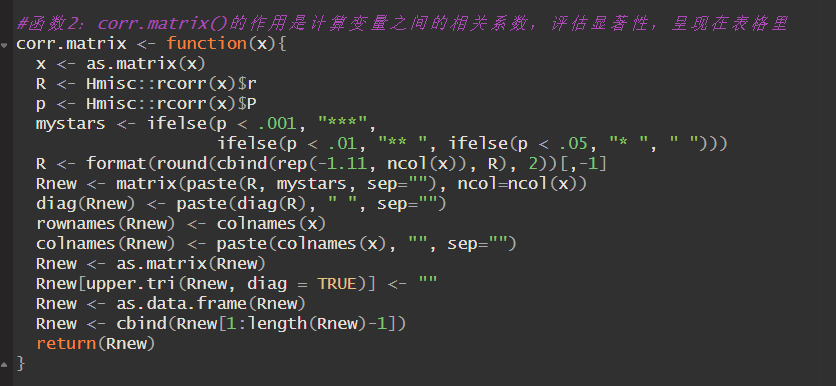 #函数2：corr.matrix()的作用是计算变量之间的相关系数，评估显著性，呈现在表格里
corr.matrix <- function(x){
  x <- as.matrix(x)
  R <- Hmisc::rcorr(x)$r
  p <- Hmisc::rcorr(x)$P
  mystars <- ifelse(p < .001, "***",
                    ifelse(p < .01, "** ", ifelse(p < .05, "* ", " ")))
  R <- format(round(cbind(rep(-1.11, ncol(x)), R), 2))[,-1]
  Rnew <- matrix(paste(R, mystars, sep=""), ncol=ncol(x))
  diag(Rnew) <- paste(diag(R), " ", sep="")
  rownames(Rnew) <- colnames(x)
  colnames(Rnew) <- paste(colnames(x), "", sep="")
  Rnew <- as.matrix(Rnew)
  Rnew[upper.tri(Rnew, diag = TRUE)] <- ""
  Rnew <- as.data.frame(Rnew)
  Rnew <- cbind(Rnew[1:length(Rnew)-1])
  return(Rnew)
}